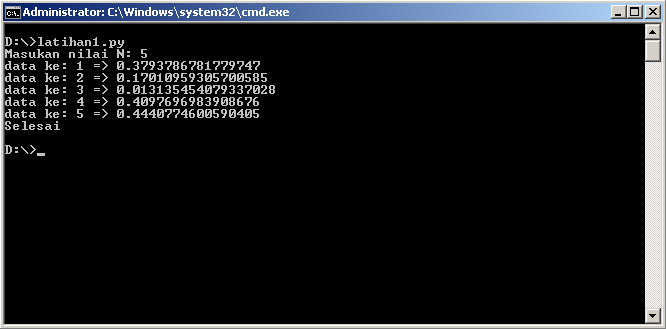 Administrator: C:\Windows\system32\cmd.exe
D:\>latihan1.py
Masukan nilai N: 5
data ke: 1 => 0.3793786781779747
data ke: 2 => 0.17010959305700585
data ke: 3 => 0.013135454079337028
data ke: 4 => 0.4097696983908676
data ke: 5 => 0.4440774600590405
Selesai
D:\>_